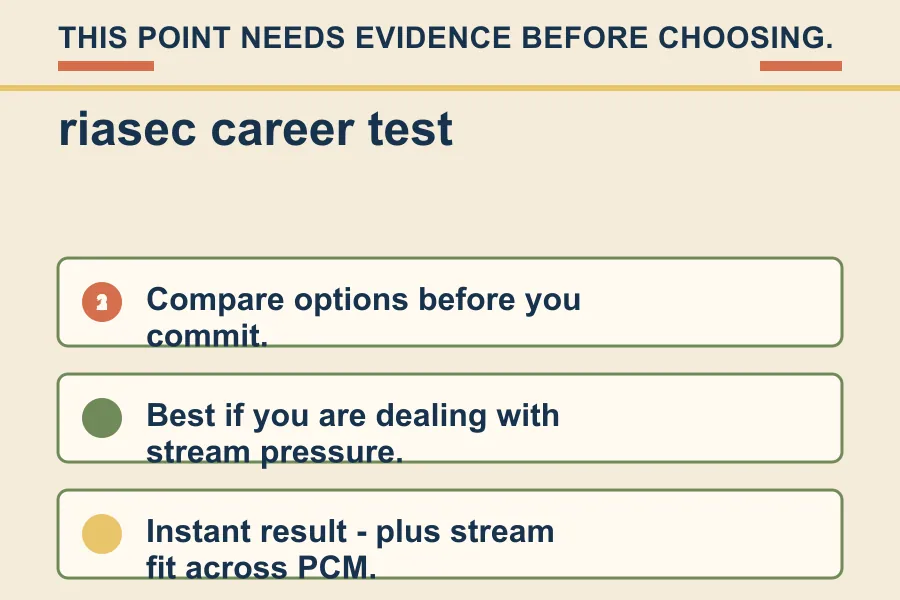 THIS POINT NEEDS EVIDENCE BEFORE CHOOSING.
riasec career test
Compare options before you
commit.
Best if you are dealing with
stream pressure.
Instant result - plus stream
fit across PCM.